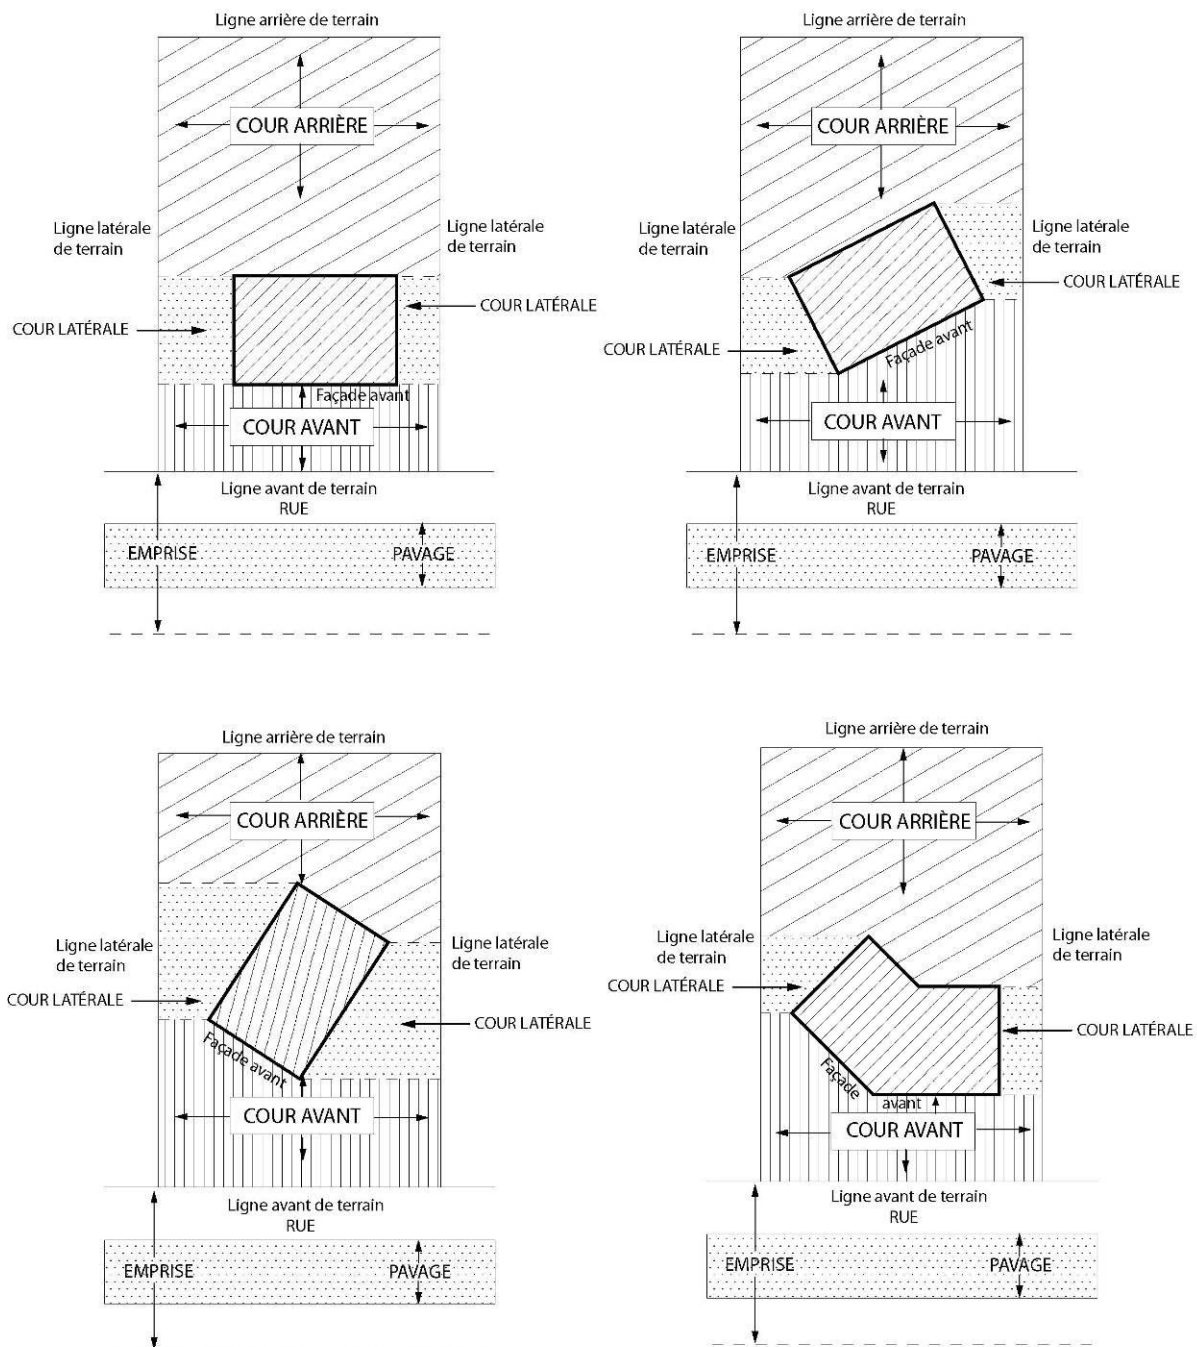 Ligne arrière de terrain
COUR ARRIÈRE
Ligne latérale
de terrain
Ligne latérale
de terrain
COUR LATÉRALE
COUR LATÉRALE
Façade avant
COUR AVANT
Ligne avant de terrain
RUE
EMPRISE
PAVAGE
Ligne arrière de terrain
COUR ARRIÈRE
Ligne latérale
de terrain
Ligne latérale
de terrain
COUR LATÉRALE
COUR LATÉRALE
Façade avant
COUR AVANT
Ligne avant de terrain
RUE
EMPRISE
PAVAGE
Ligne arrière de terrain
COUR ARRIÈRE
Ligne latérale
de terrain
Ligne latérale
de terrain
COUR LATÉRALE
COUR LATÉRALE
Façade avant
COUR AVANT
Ligne avant de terrain
RUE
EMPRISE
PAVAGE
Ligne arrière de terrain
COUR ARRIÈRE
Ligne latérale
de terrain
Ligne latérale
de terrain
COUR LATÉRALE
COUR LATÉRALE
Façade
avant
COUR AVANT
Ligne avant de terrain
RUE
EMPRISE
PAVAGE